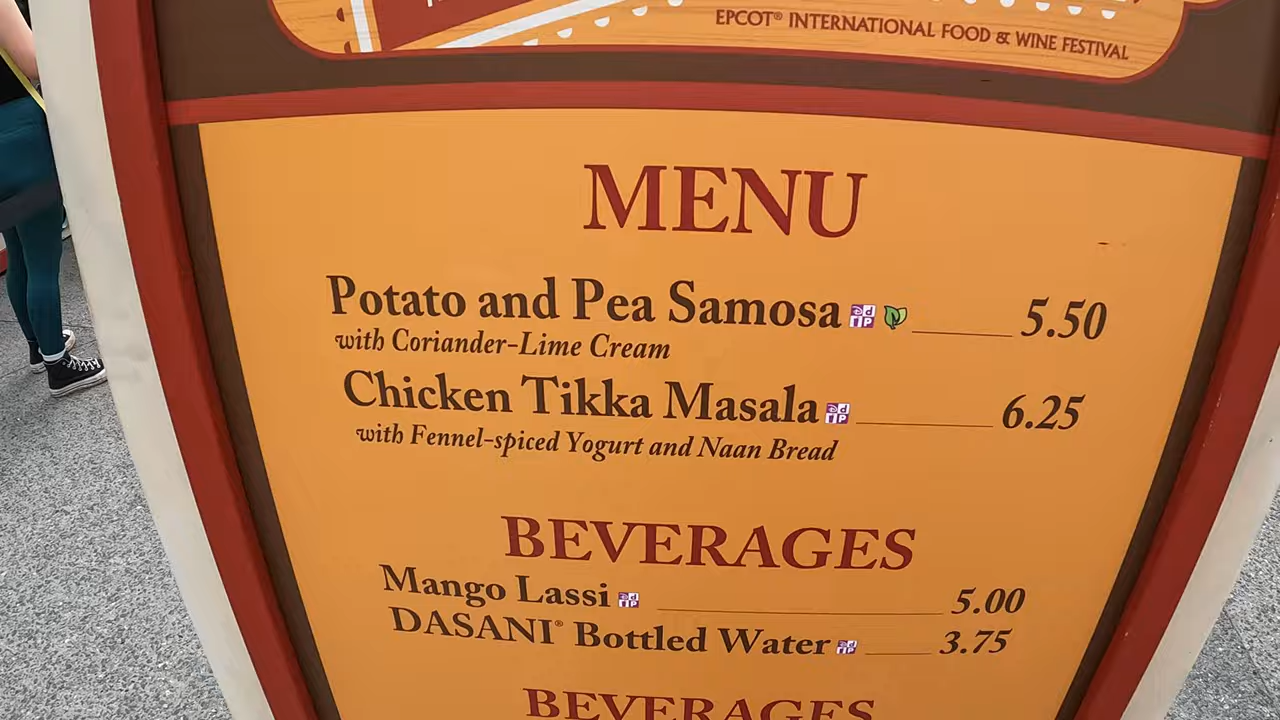 EPCOT® INTERNATIONAL FOOD & WINE FESTIVAL
MENU
Potato and Pea Samosa 5.50
with Coriander-Lime Cream
Chicken Tikka Masala 6.25
with Fennel-spiced Yogurt and Naan Bread
BEVERAGES
Mango Lassi 5.00
DASANI® Bottled Water 3.75
BEVERAGES